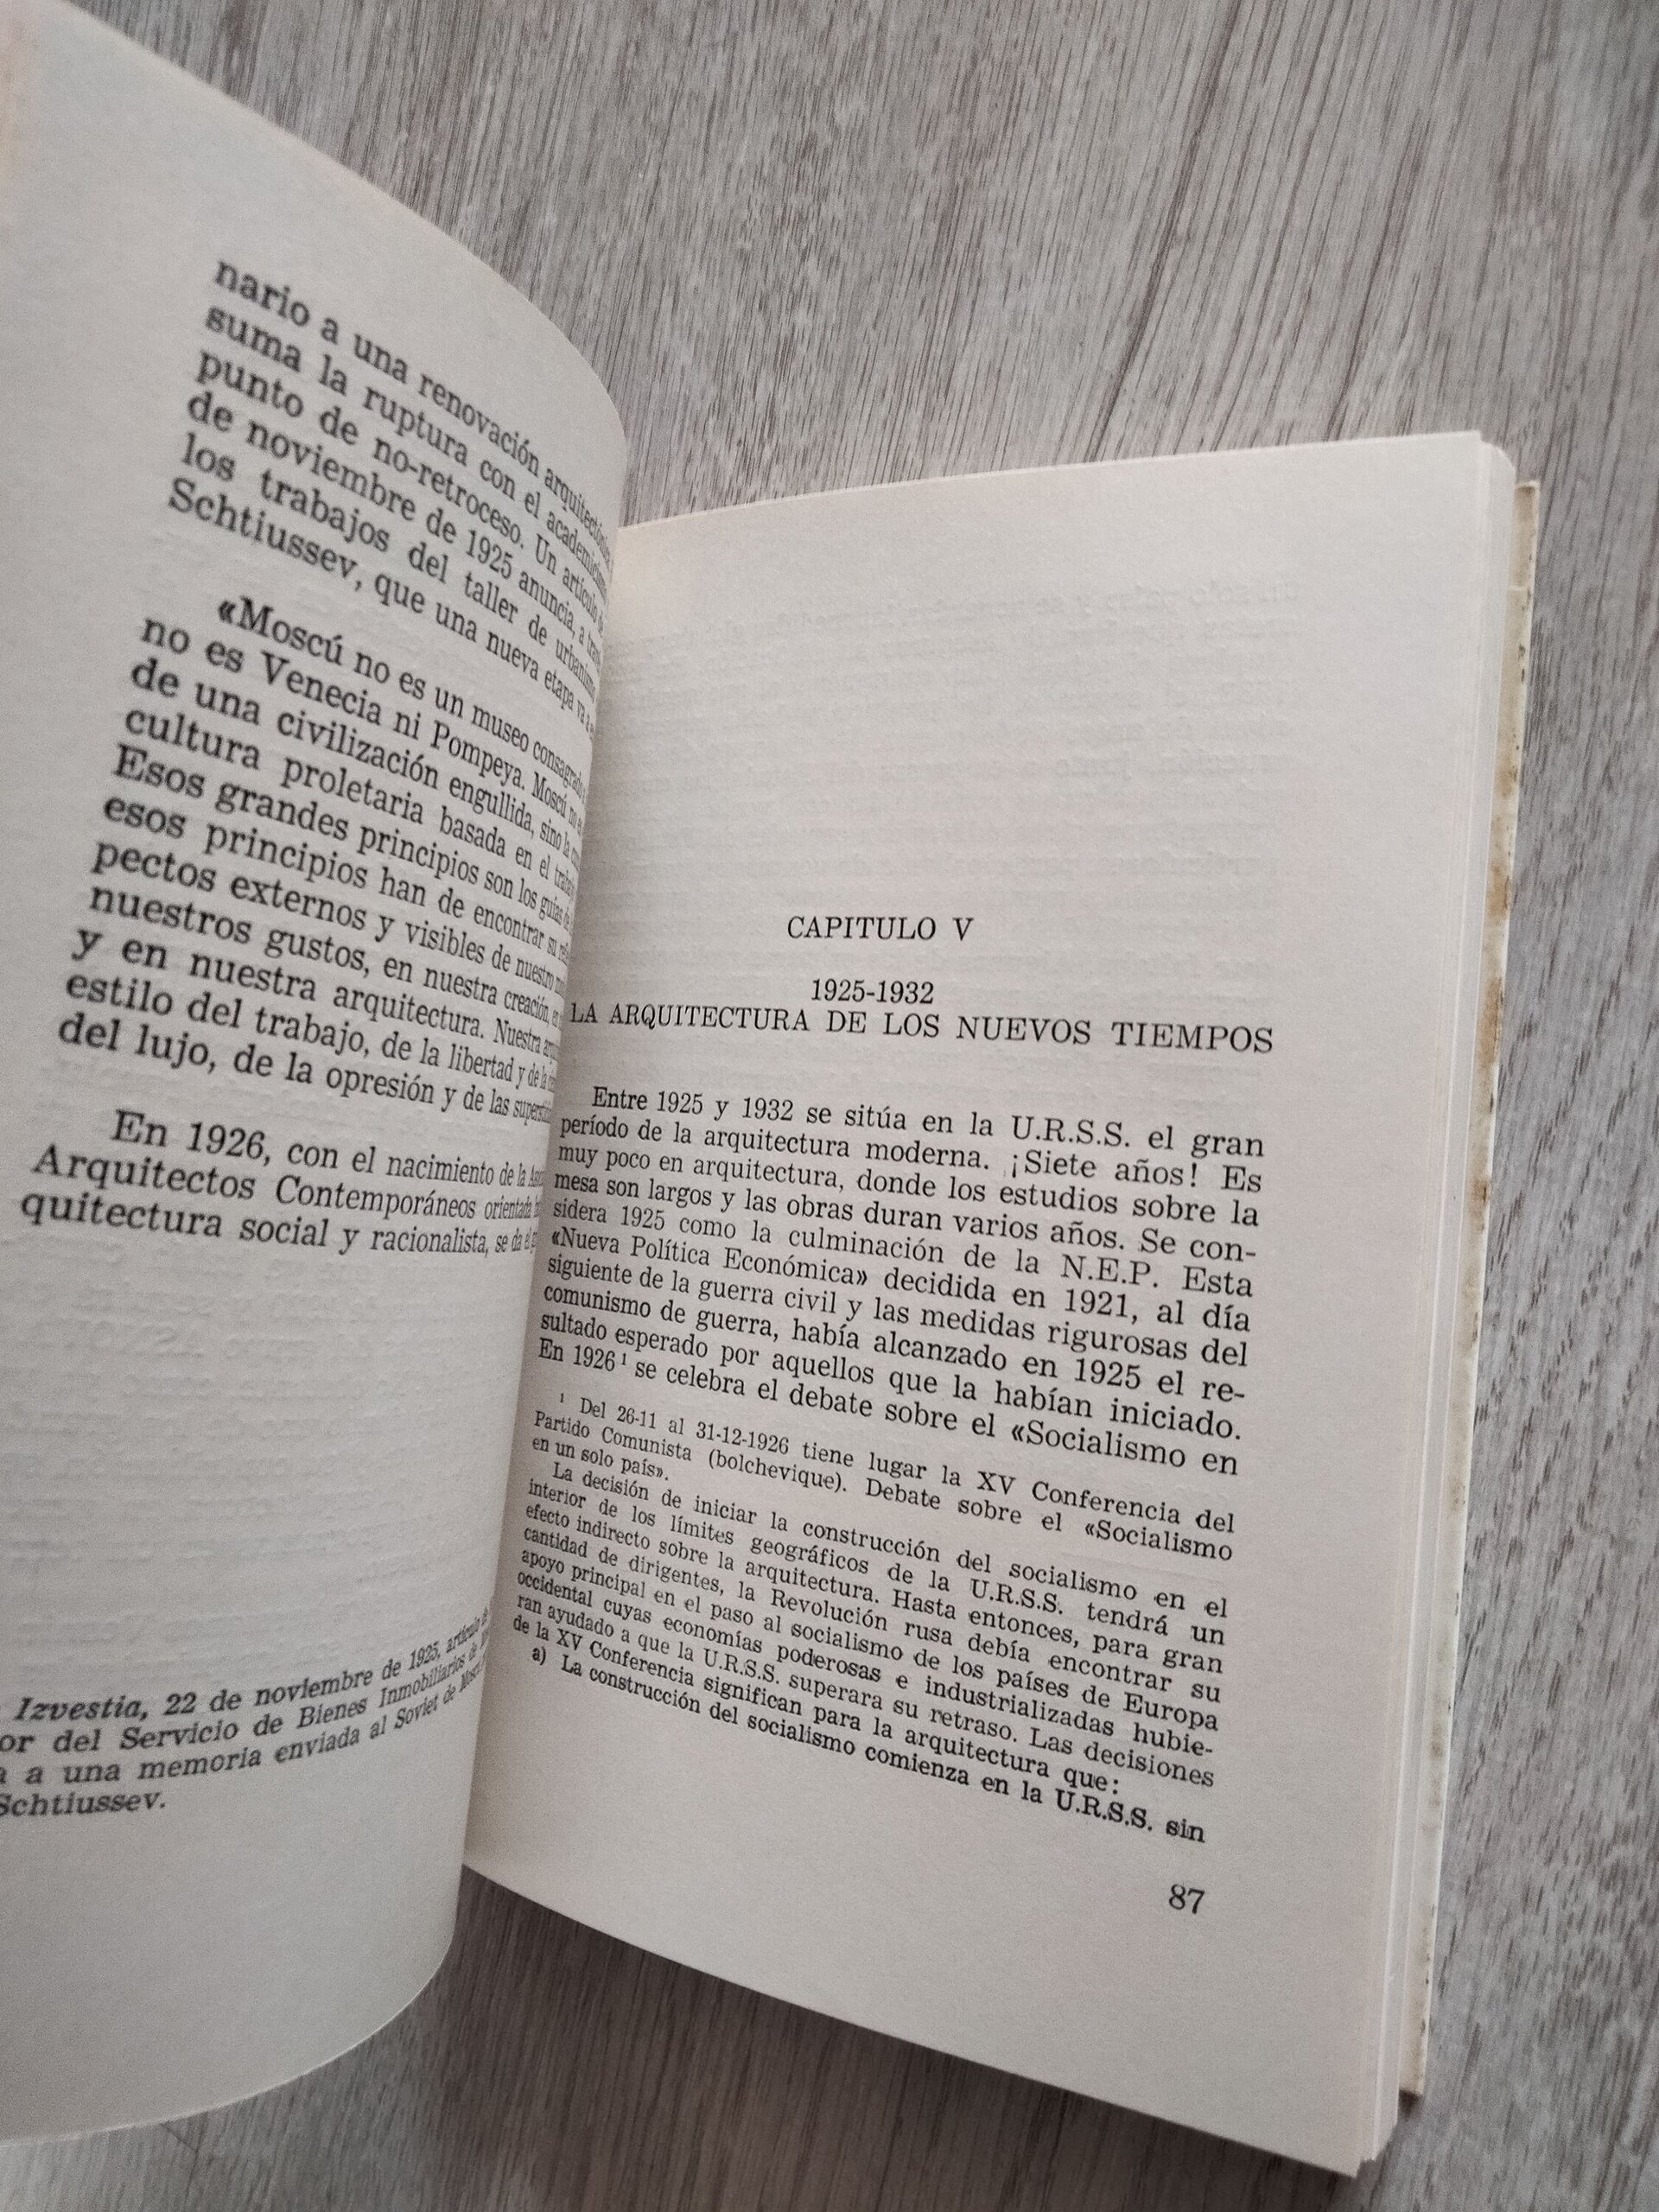 nario a una renovación
suma la ruptura con el
punto de no-retroceso. Un artículo
de noviembre de 1925 anuncia, a
los trabajos del taller de urbanismo
Schtiussev, que una nueva etapa va a
«Moscú no es un museo consagrado
no es Venecia ni Pompeya. Moscú no
de una civilización engullida, sino la
cultura proletaria basada en el
Esos grandes principios son los guías
esos principios han de encontrar su
pectos externos y visibles de nuestro
nuestros gustos, en nuestra creación,
y en nuestra arquitectura. Nuestra
estilo del trabajo, de la libertad y de la
del lujo, de la opresión y de las
En 1926, con el nacimiento de la
Arquitectos Contemporáneos orientada
quitectura social y racionalista, se da el
Izvestia, 22 de noviembre de 1925, artículo
or del Servicio de Bienes Inmobiliarios de
a a una memoria enviada al Soviet de
Schtiussev.
CAPITULO V
1925-1932
LA ARQUITECTURA DE LOS NUEVOS TIEMPOS
Entre 1925 y 1932 se sitúa en la U.R.S.S. el gran
período de la arquitectura moderna. ¡Siete años! Es
muy poco en arquitectura, donde los estudios sobre la
mesa son largos y las obras duran varios años. Se con-
sidera 1925 como la culminación de la N.E.P. Esta
«Nueva Política Económica» decidida en 1921, al día
siguiente de la guerra civil y las medidas rigurosas del
comunismo de guerra, había alcanzado en 1925 el re-
sultado esperado por aquellos que la habían iniciado.
En 1926 ¹ se celebra el debate sobre el «Socialismo en
¹ Del 26-11 al 31-12-1926 tiene lugar la XV Conferencia del
Partido Comunista (bolchevique). Debate sobre el «Socialismo
en un solo país».
La decisión de iniciar la construcción del socialismo en el
interior de los límites geográficos de la U.R.S.S. tendrá un
efecto indirecto sobre la arquitectura. Hasta entonces, para gran
cantidad de dirigentes, la Revolución rusa debía encontrar su
apoyo principal en el paso al socialismo de los países de Europa
occidental cuyas economías poderosas e industrializadas hubie-
ran ayudado a que la U.R.S.S. superara su retraso. Las decisiones
de la XV Conferencia significan para la arquitectura que:
a) La construcción del socialismo comienza en la U.R.S.S. sin
87